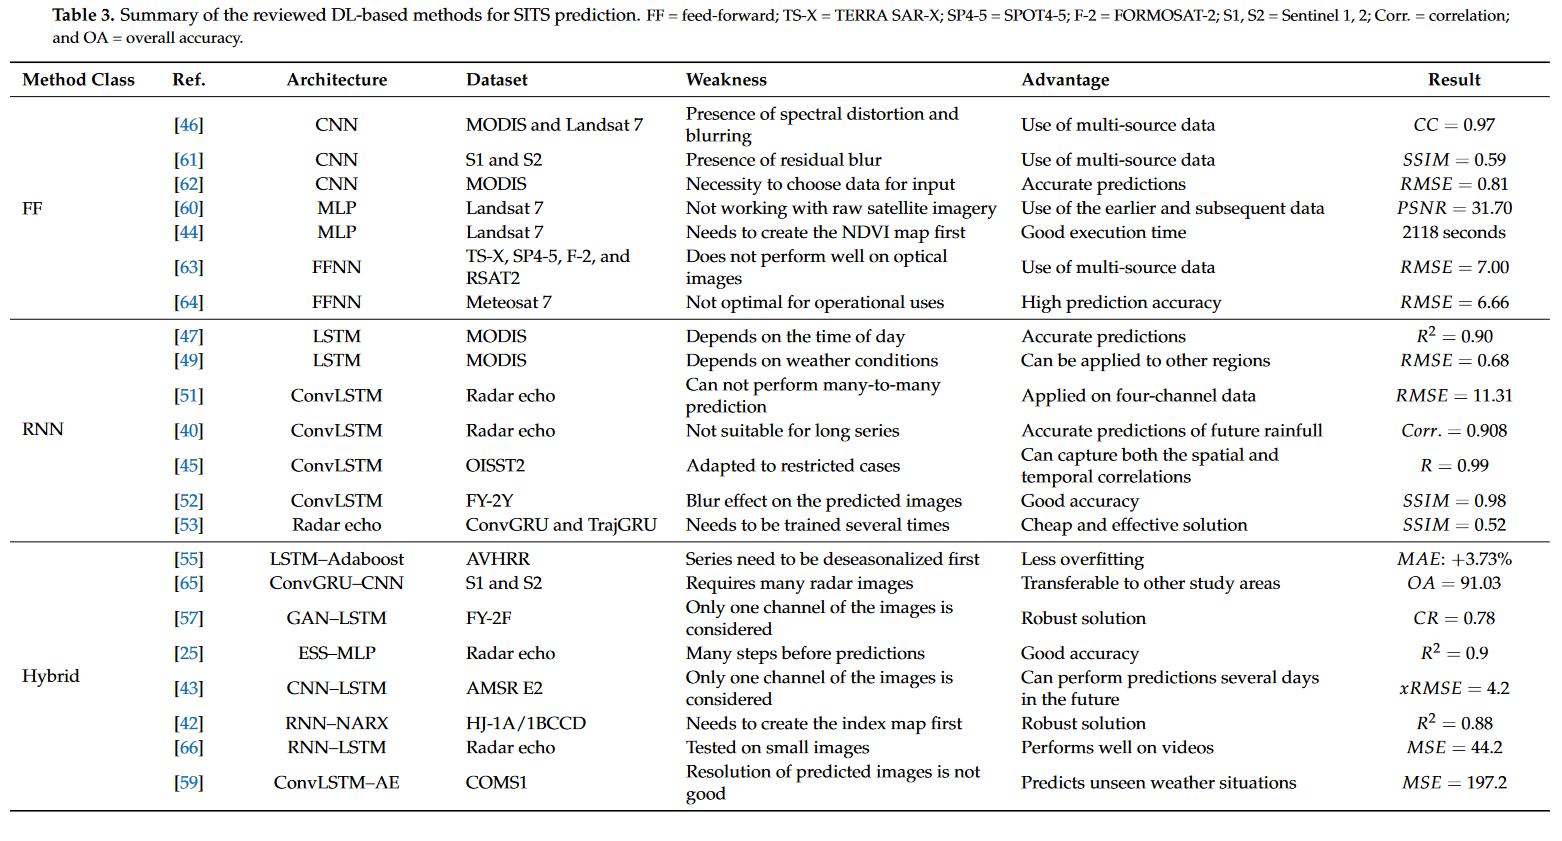 Table 3. Summary of the reviewed DL-based methods for SITS prediction. FF = feed-forward; TS-X = TERRA SAR-X; SP4-5 = SPOT4-5; F-2 = FORMOSAT-2; S1, S2 = Sentinel 1, 2; Corr. = correlation;
and OA = overall accuracy.
Method Class Ref. Architecture Dataset Weakness Advantage Result
FF
[46] CNN MODIS and Landsat 7 Presence of spectral distortion and
blurring Use of multi-source data CC = 0.97
[61] CNN S1 and S2 Presence of residual blur Use of multi-source data SSIM = 0.59
[62] CNN MODIS Necessity to choose data for input Accurate predictions RMSE = 0.81
[60] MLP Landsat 7 Not working with raw satellite imagery Use of the earlier and subsequent data PSNR = 31.70
[44] MLP Landsat 7 Needs to create the NDVI map first Good execution time 2118 seconds
[63] FFNN TS-X, SP4-5, F-2, and
RSAT2 Does not perform well on optical
images Use of multi-source data RMSE = 7.00
[64] FFNN Meteosat 7 Not optimal for operational uses High prediction accuracy RMSE = 6.66
RNN
[47] LSTM MODIS Depends on the time of day Accurate predictions R² = 0.90
[49] LSTM MODIS Depends on weather conditions Can be applied to other regions RMSE = 0.68
[51] ConvLSTM Radar echo Can not perform many-to-many
prediction Applied on four-channel data RMSE = 11.31
[40] ConvLSTM Radar echo Not suitable for long series Accurate predictions of future rainfull Corr. = 0.908
[45] ConvLSTM OISST2 Adapted to restricted cases Can capture both the spatial and
temporal correlations R = 0.99
[52] ConvLSTM FY-2Y Blur effect on the predicted images Good accuracy SSIM = 0.98
[53] Radar echo ConvGRU and TrajGRU Needs to be trained several times Cheap and effective solution SSIM = 0.52
Hybrid
[55] LSTM–Adaboost AVHRR Series need to be deseasonalized first Less overfitting MAE: +3.73%
[65] ConvGRU–CNN S1 and S2 Requires many radar images Transferable to other study areas OA = 91.03
[57] GAN–LSTM FY-2F Only one channel of the images is
considered Robust solution CR = 0.78
[25] ESS–MLP Radar echo Many steps before predictions Good accuracy R² = 0.9
[43] CNN–LSTM AMSR E2 Only one channel of the images is
considered Can perform predictions several days
in the future xRMSE = 4.2
[42] RNN–NARX HJ-1A/1BCCD Needs to create the index map first Robust solution R² = 0.88
[66] RNN–LSTM Radar echo Tested on small images Performs well on videos MSE = 44.2
[59] ConvLSTM–AE COMS1 Resolution of predicted images is not
good Predicts unseen weather situations MSE = 197.2